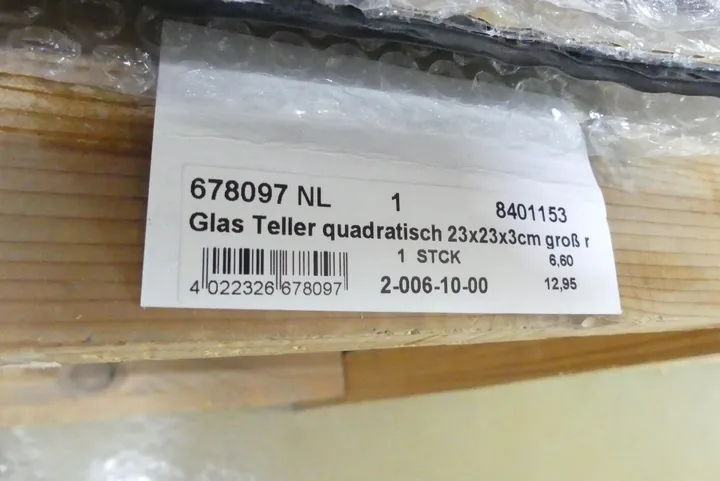 678097 NL 1 8401153
Glas Teller quadratisch 23x23x3cm groß r
1 STCK 6,60
4 022326 678097 2-006-10-00 12,95